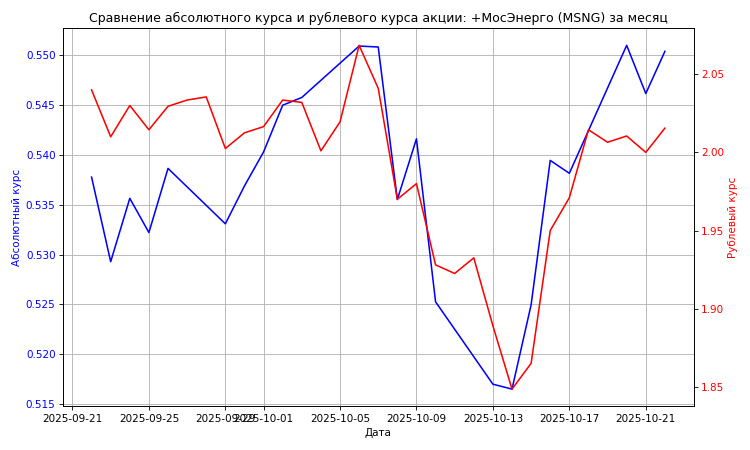 Сравнение абсолютного курса и рублевого курса акции: +МосЭнерго (MSNG) за месяц
Абсолютный курс
0.550
0.545
0.540
0.535
0.530
0.525
0.520
0.515
2.05
2.00
1.95
1.90
1.85
Рублевый курс
2025-09-21 2025-09-25 2025-09-29 2025-10-01 2025-10-05 2025-10-09 2025-10-13 2025-10-17 2025-10-21
Дата